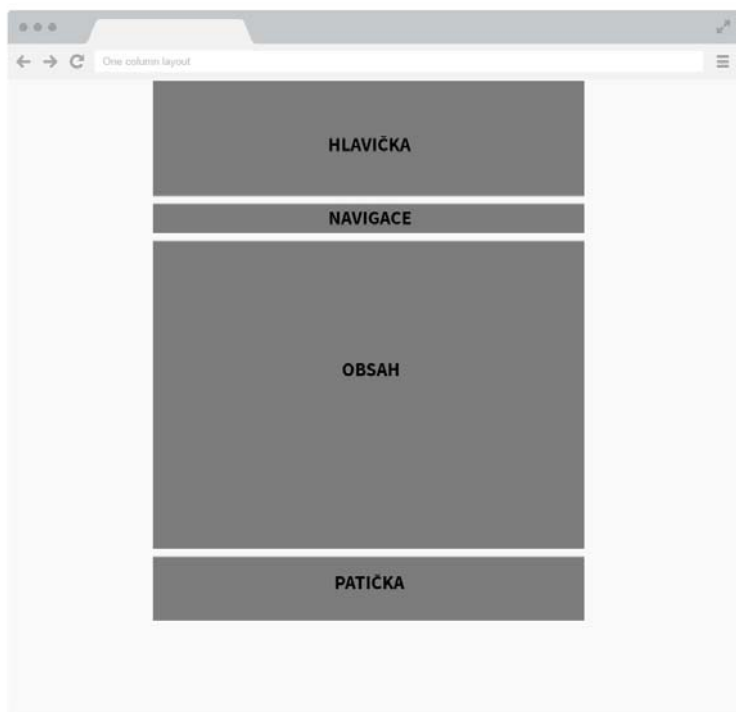 One column layout
HLAVIČKA
NAVIGACE
OBSAH
PATIČKA